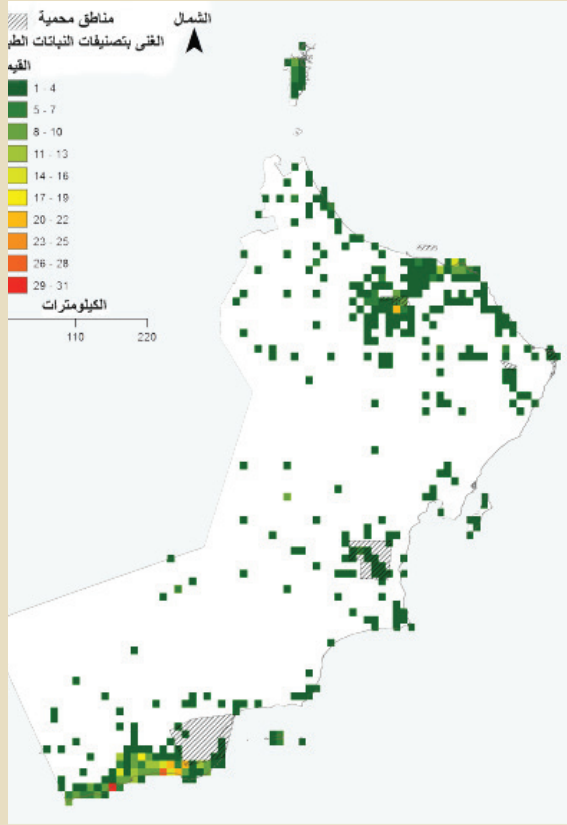 الشمال
مناطق محمية
الغنى بتصنيفات النباتات
1 - 4
5 - 7
8 - 10
11 - 13
14 - 16
17 - 19
20 - 22
23 - 25
26 - 28
29 - 31
الكيلومترات
110 220